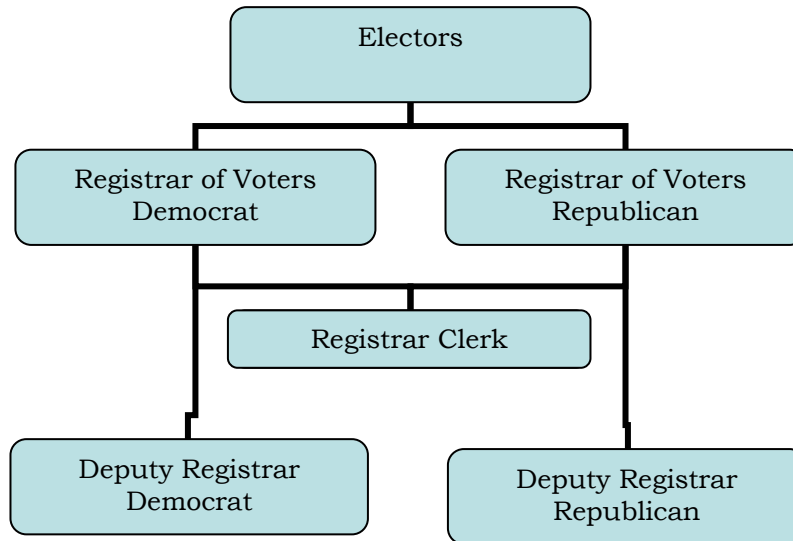 Electors
Registrar of Voters
Democrat
Registrar of Voters
Republican
Registrar Clerk
Deputy Registrar
Democrat
Deputy Registrar
Republican